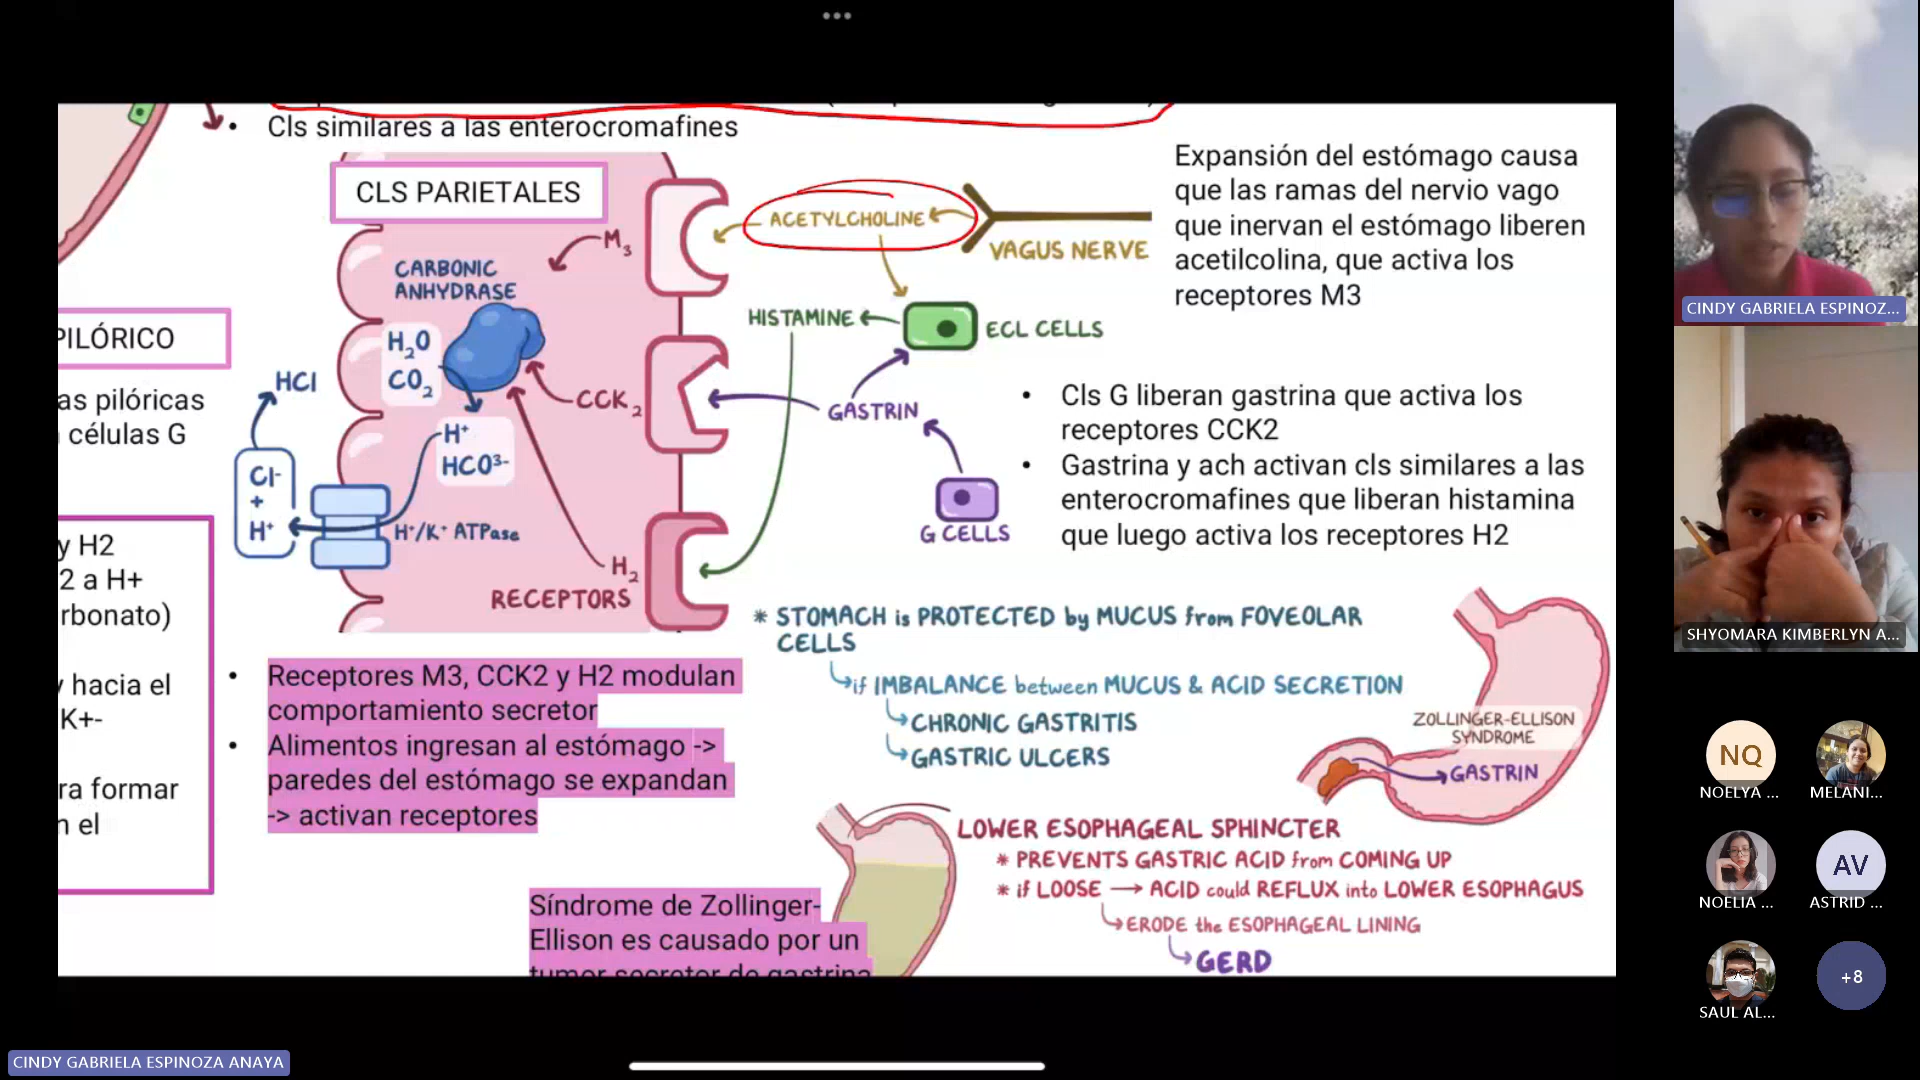 Cls similares a las enterocromafines
CLS PARIETALES
M3
CARBONIC
ANHYDRASE
H2O
CO2
CCK2
H+
HCO3-
HCl
Cl-
+
H+
H+/K+ ATPase
H2
RECEPTORS
ACETYLCHOLINE
VAGUS NERVE
HISTAMINE
ECL CELLS
GASTRIN
G CELLS
Expansión del estómago causa
que las ramas del nervio vago
que inervan el estómago liberen
acetilcolina, que activa los
receptores M3
• Cls G liberan gastrina que activa los
receptores CCK2
• Gastrina y ach activan cls similares a las
enterocromafines que liberan histamina
que luego activa los receptores H2
PILÓRICO
as pilóricas
células G
y H2
2 a H+
rbonato)
hacia el
K+-
ra formar
n el
• Receptores M3, CCK2 y H2 modulan
comportamiento secretor
• Alimentos ingresan al estómago ->
paredes del estómago se expandan
-> activan receptores
* STOMACH is PROTECTED by MUCUS from FOVEOLAR
CELLS
if IMBALANCE between MUCUS & ACID SECRETION
CHRONIC GASTRITIS
GASTRIC ULCERS
ZOLLINGER-ELLISON
SYNDROME
GASTRIN
Síndrome de Zollinger-
Ellison es causado por un
tumor secretor de gastrina
LOWER ESOPHAGEAL SPHINCTER
* PREVENTS GASTRIC ACID from COMING UP
* if LOOSE → ACID could REFLUX into LOWER ESOPHAGUS
ERODE the ESOPHAGEAL LINING
GERD
CINDY GABRIELA ESPINOZ...
SHYOMARA KIMBERLYN A...
NQ
NOELYA ...
MELANI...
NOELIA ...
AV
ASTRID ...
SAUL AL...
+8
CINDY GABRIELA ESPINOZA ANAYA